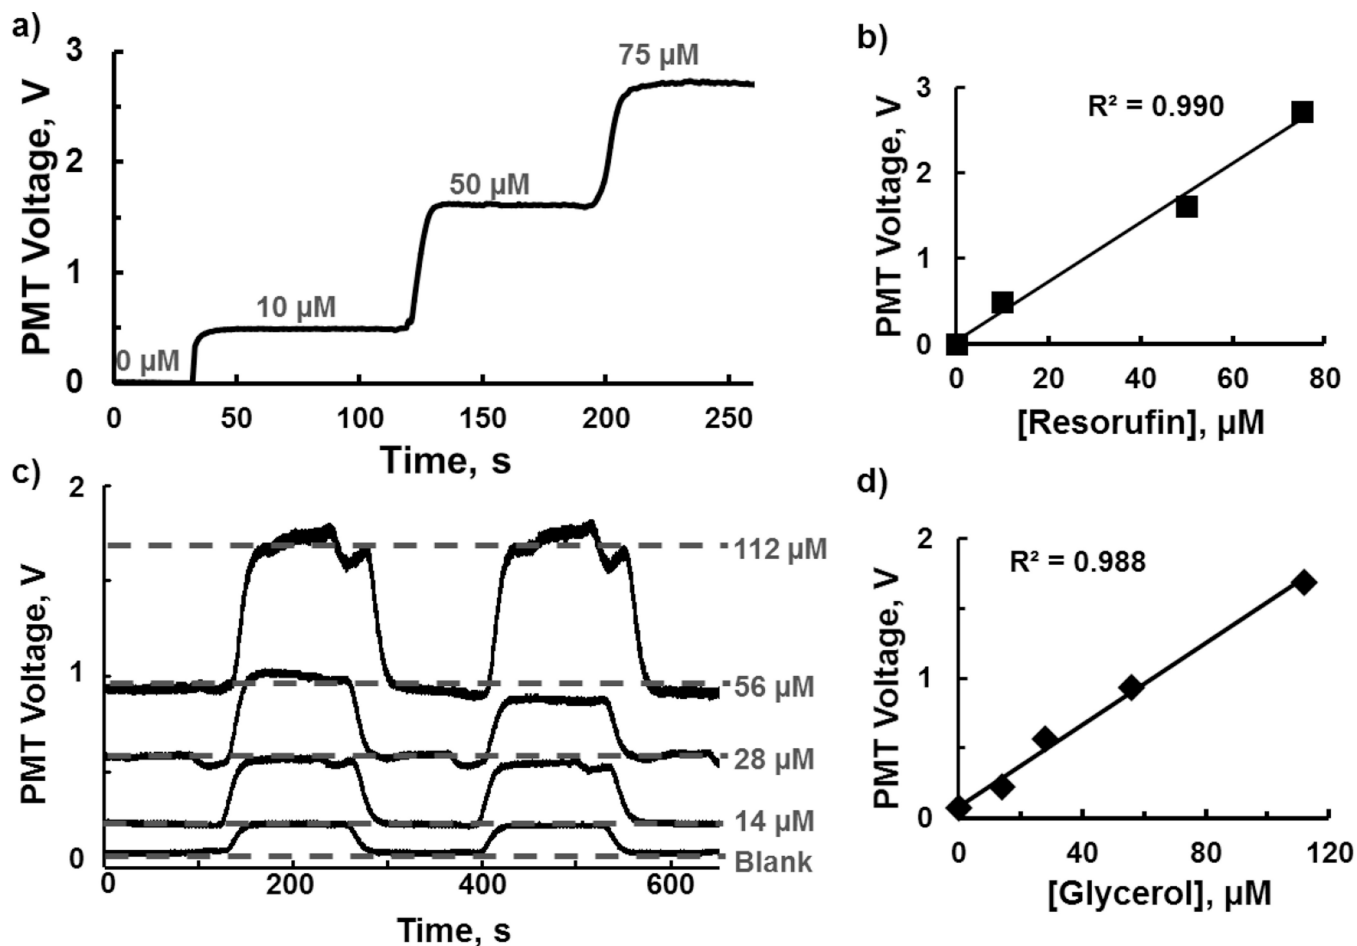 a)
PMT Voltage, V
3
2
1
0
0 µM
10 µM
50 µM
75 µM
0 50 100 150 200 250
Time, s
b)
PMT Voltage, V
3
2
1
0
R² = 0.990
0 20 40 60 80
[Resorufin], µM
c)
PMT Voltage, V
2
1
0
112 µM
56 µM
28 µM
14 µM
Blank
0 200 400 600
Time, s
d)
PMT Voltage, V
2
1
0
R² = 0.988
0 40 80 120
[Glycerol], µM